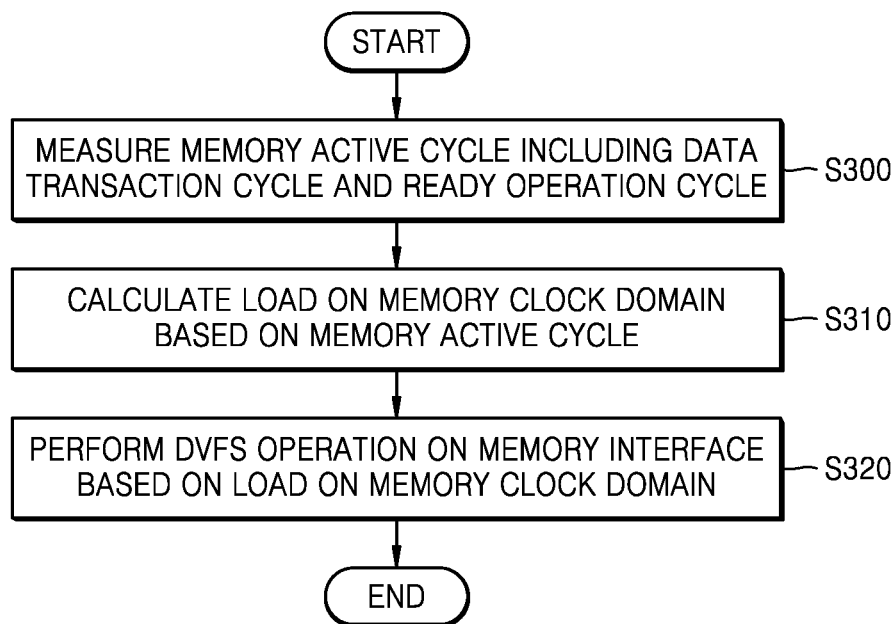 START
MEASURE MEMORY ACTIVE CYCLE INCLUDING DATA
TRANSACTION CYCLE AND READY OPERATION CYCLE
S300
CALCULATE LOAD ON MEMORY CLOCK DOMAIN
BASED ON MEMORY ACTIVE CYCLE
S310
PERFORM DVFS OPERATION ON MEMORY INTERFACE
BASED ON LOAD ON MEMORY CLOCK DOMAIN
S320
END